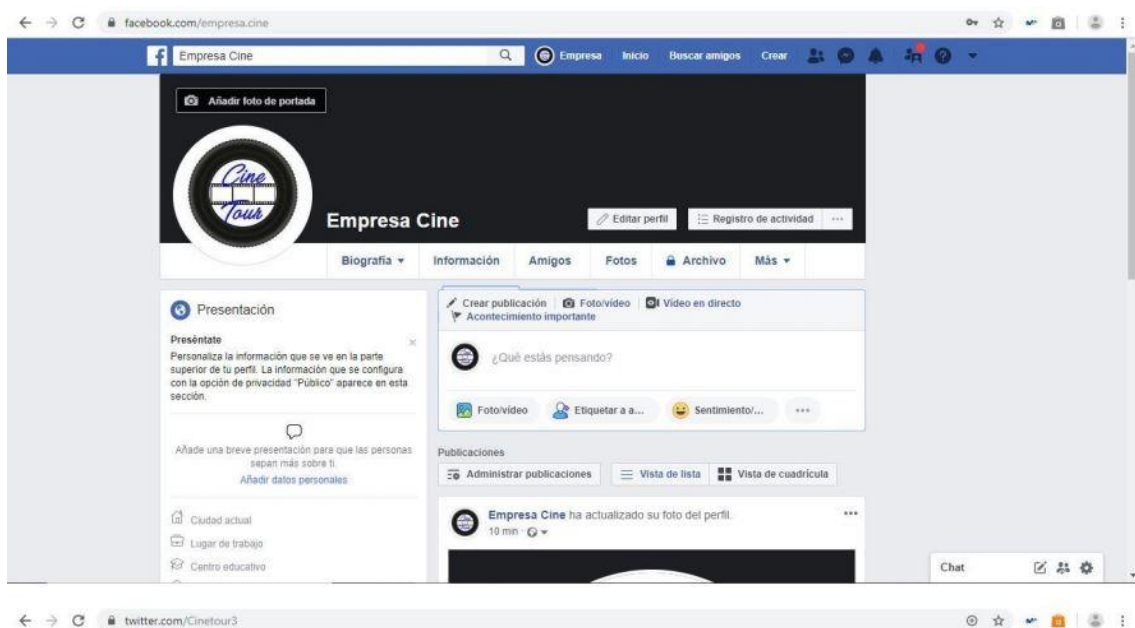 facebook.com/empresa.cine
f Empresa Cine Empresa Inicio Buscar amigos Crear
Añadir foto de portada
Cine
Tour
Empresa Cine
Editar perfil Registro de actividad ...
Biografía Información Amigos Fotos Archivo Más
Presentación
Preséntate
Personaliza la información que se ve en la parte
superior de tu perfil. La información que se configura
con la opción de privacidad "Público" aparece en esta
sección.
Añade una breve presentación para que las personas
sepan más sobre ti.
Añadir datos personales
Ciudad actual
Lugar de trabajo
Centro educativo
Crear publicación Foto/vídeo Vídeo en directo
Acontecimiento importante
¿Qué estás pensando?
Foto/vídeo Etiquetar a a... Sentimiento/... ...
Publicaciones
Administrar publicaciones Vista de lista Vista de cuadrícula
Empresa Cine ha actualizado su foto del perfil. ...
10 min ·
Chat
twitter.com/Cinetour3